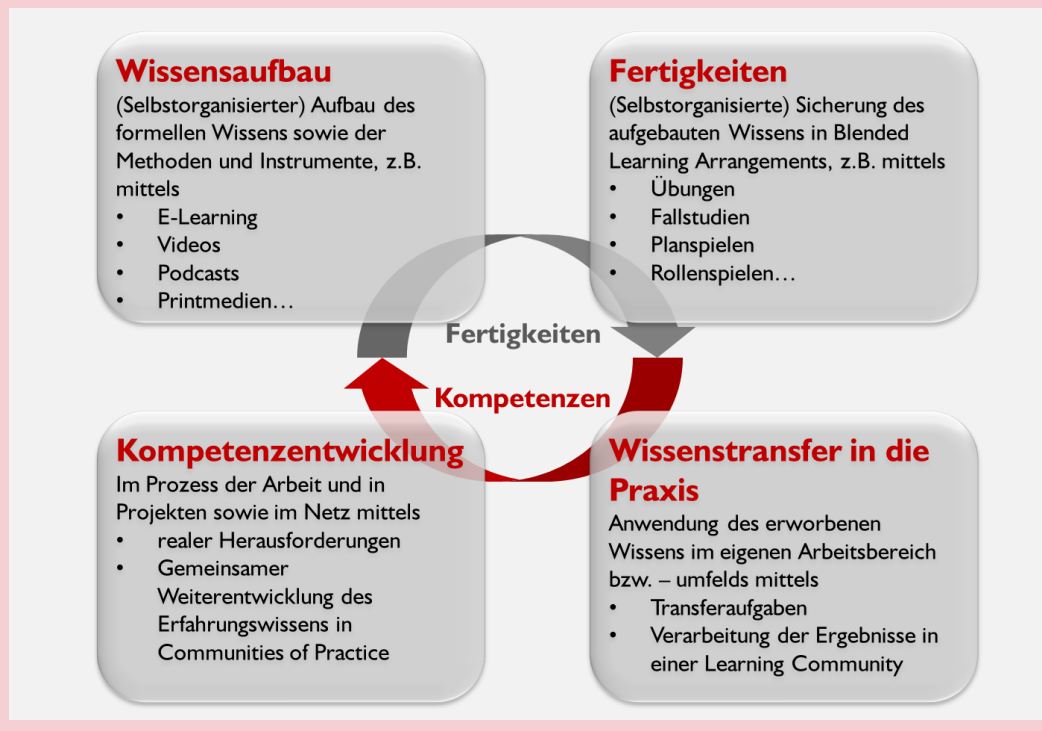 Wissensaufbau
(Selbstorganisierter) Aufbau des
formellen Wissens sowie der
Methoden und Instrumente, z.B.
mittels
• E-Learning
• Videos
• Podcasts
• Printmedien…
Fertigkeiten
(Selbstorganisierte) Sicherung des
aufgebauten Wissens in Blended
Learning Arrangements, z.B. mittels
• Übungen
• Fallstudien
• Planspielen
• Rollenspielen…
Fertigkeiten
Kompetenzen
Kompetenzentwicklung
Im Prozess der Arbeit und in
Projekten sowie im Netz mittels
• realer Herausforderungen
• Gemeinsamer
Weiterentwicklung des
Erfahrungswissens in
Communities of Practice
Wissenstransfer in die
Praxis
Anwendung des erworbenen
Wissens im eigenen Arbeitsbereich
bzw. – umfelds mittels
• Transferaufgaben
• Verarbeitung der Ergebnisse in
einer Learning Community